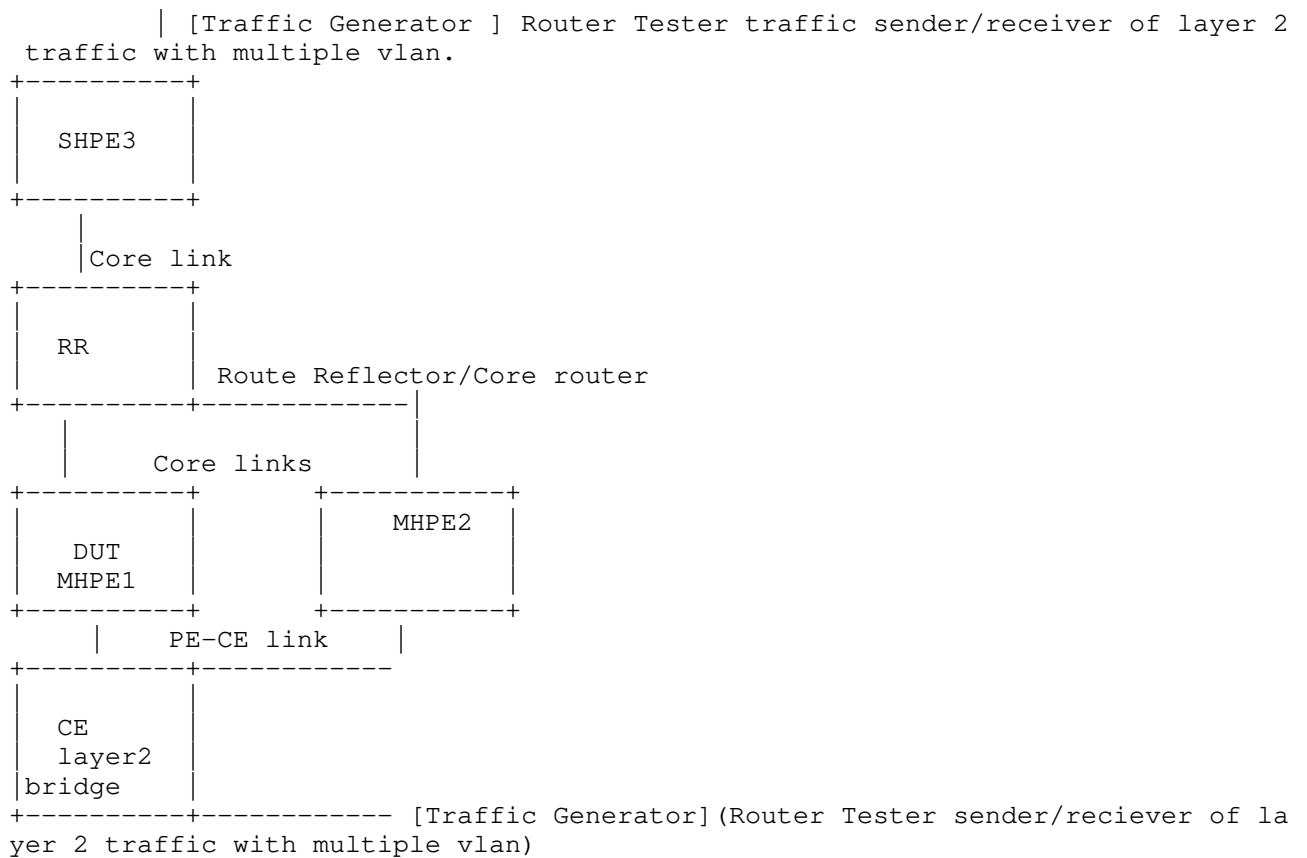 [Traffic Generator ] Router Tester traffic sender/receiver of layer 2
traffic with multiple vlan.
SHPE3
Core link
RR
Route Reflector/Core router
Core links
MHPE2
DUT
MHPE1
PE-CE link
CE
layer2
bridge
[Traffic Generator](Router Tester sender/reciever of la
yer 2 traffic with multiple vlan)